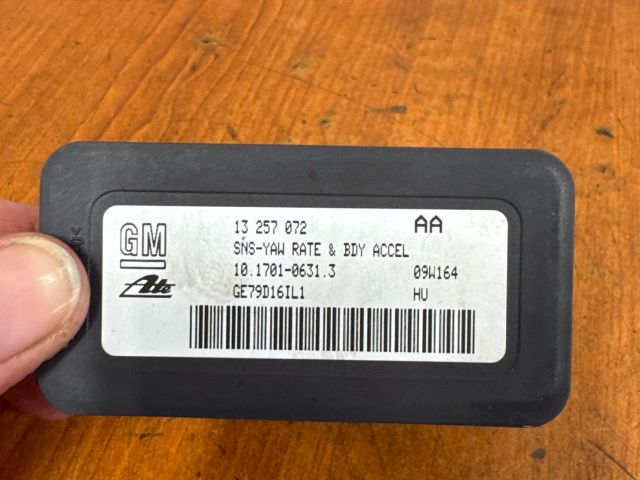 GM
13 257 072 AA
SNS-YAW RATE & BDY ACCEL
Ate
10.1701-0631.3 09W164
GE79D16IL1 HU